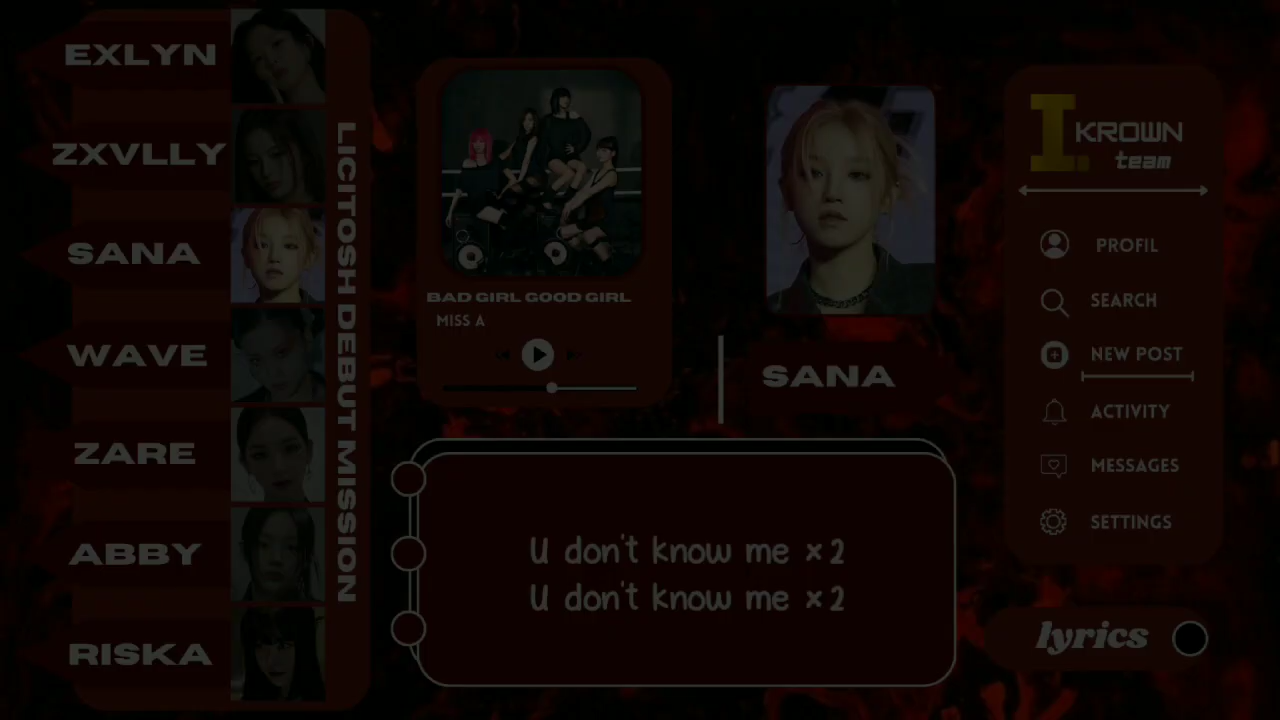 EXLYN
ZXVLLY
SANA
WAVE
ZARE
ABBY
RISKA
LICITOSH DEBUT MISSION
BAD GIRL GOOD GIRL
MISS A
SANA
U don't know me ×2
U don't know me ×2
I. KROWN
team
PROFIL
SEARCH
NEW POST
ACTIVITY
MESSAGES
SETTINGS
lyrics